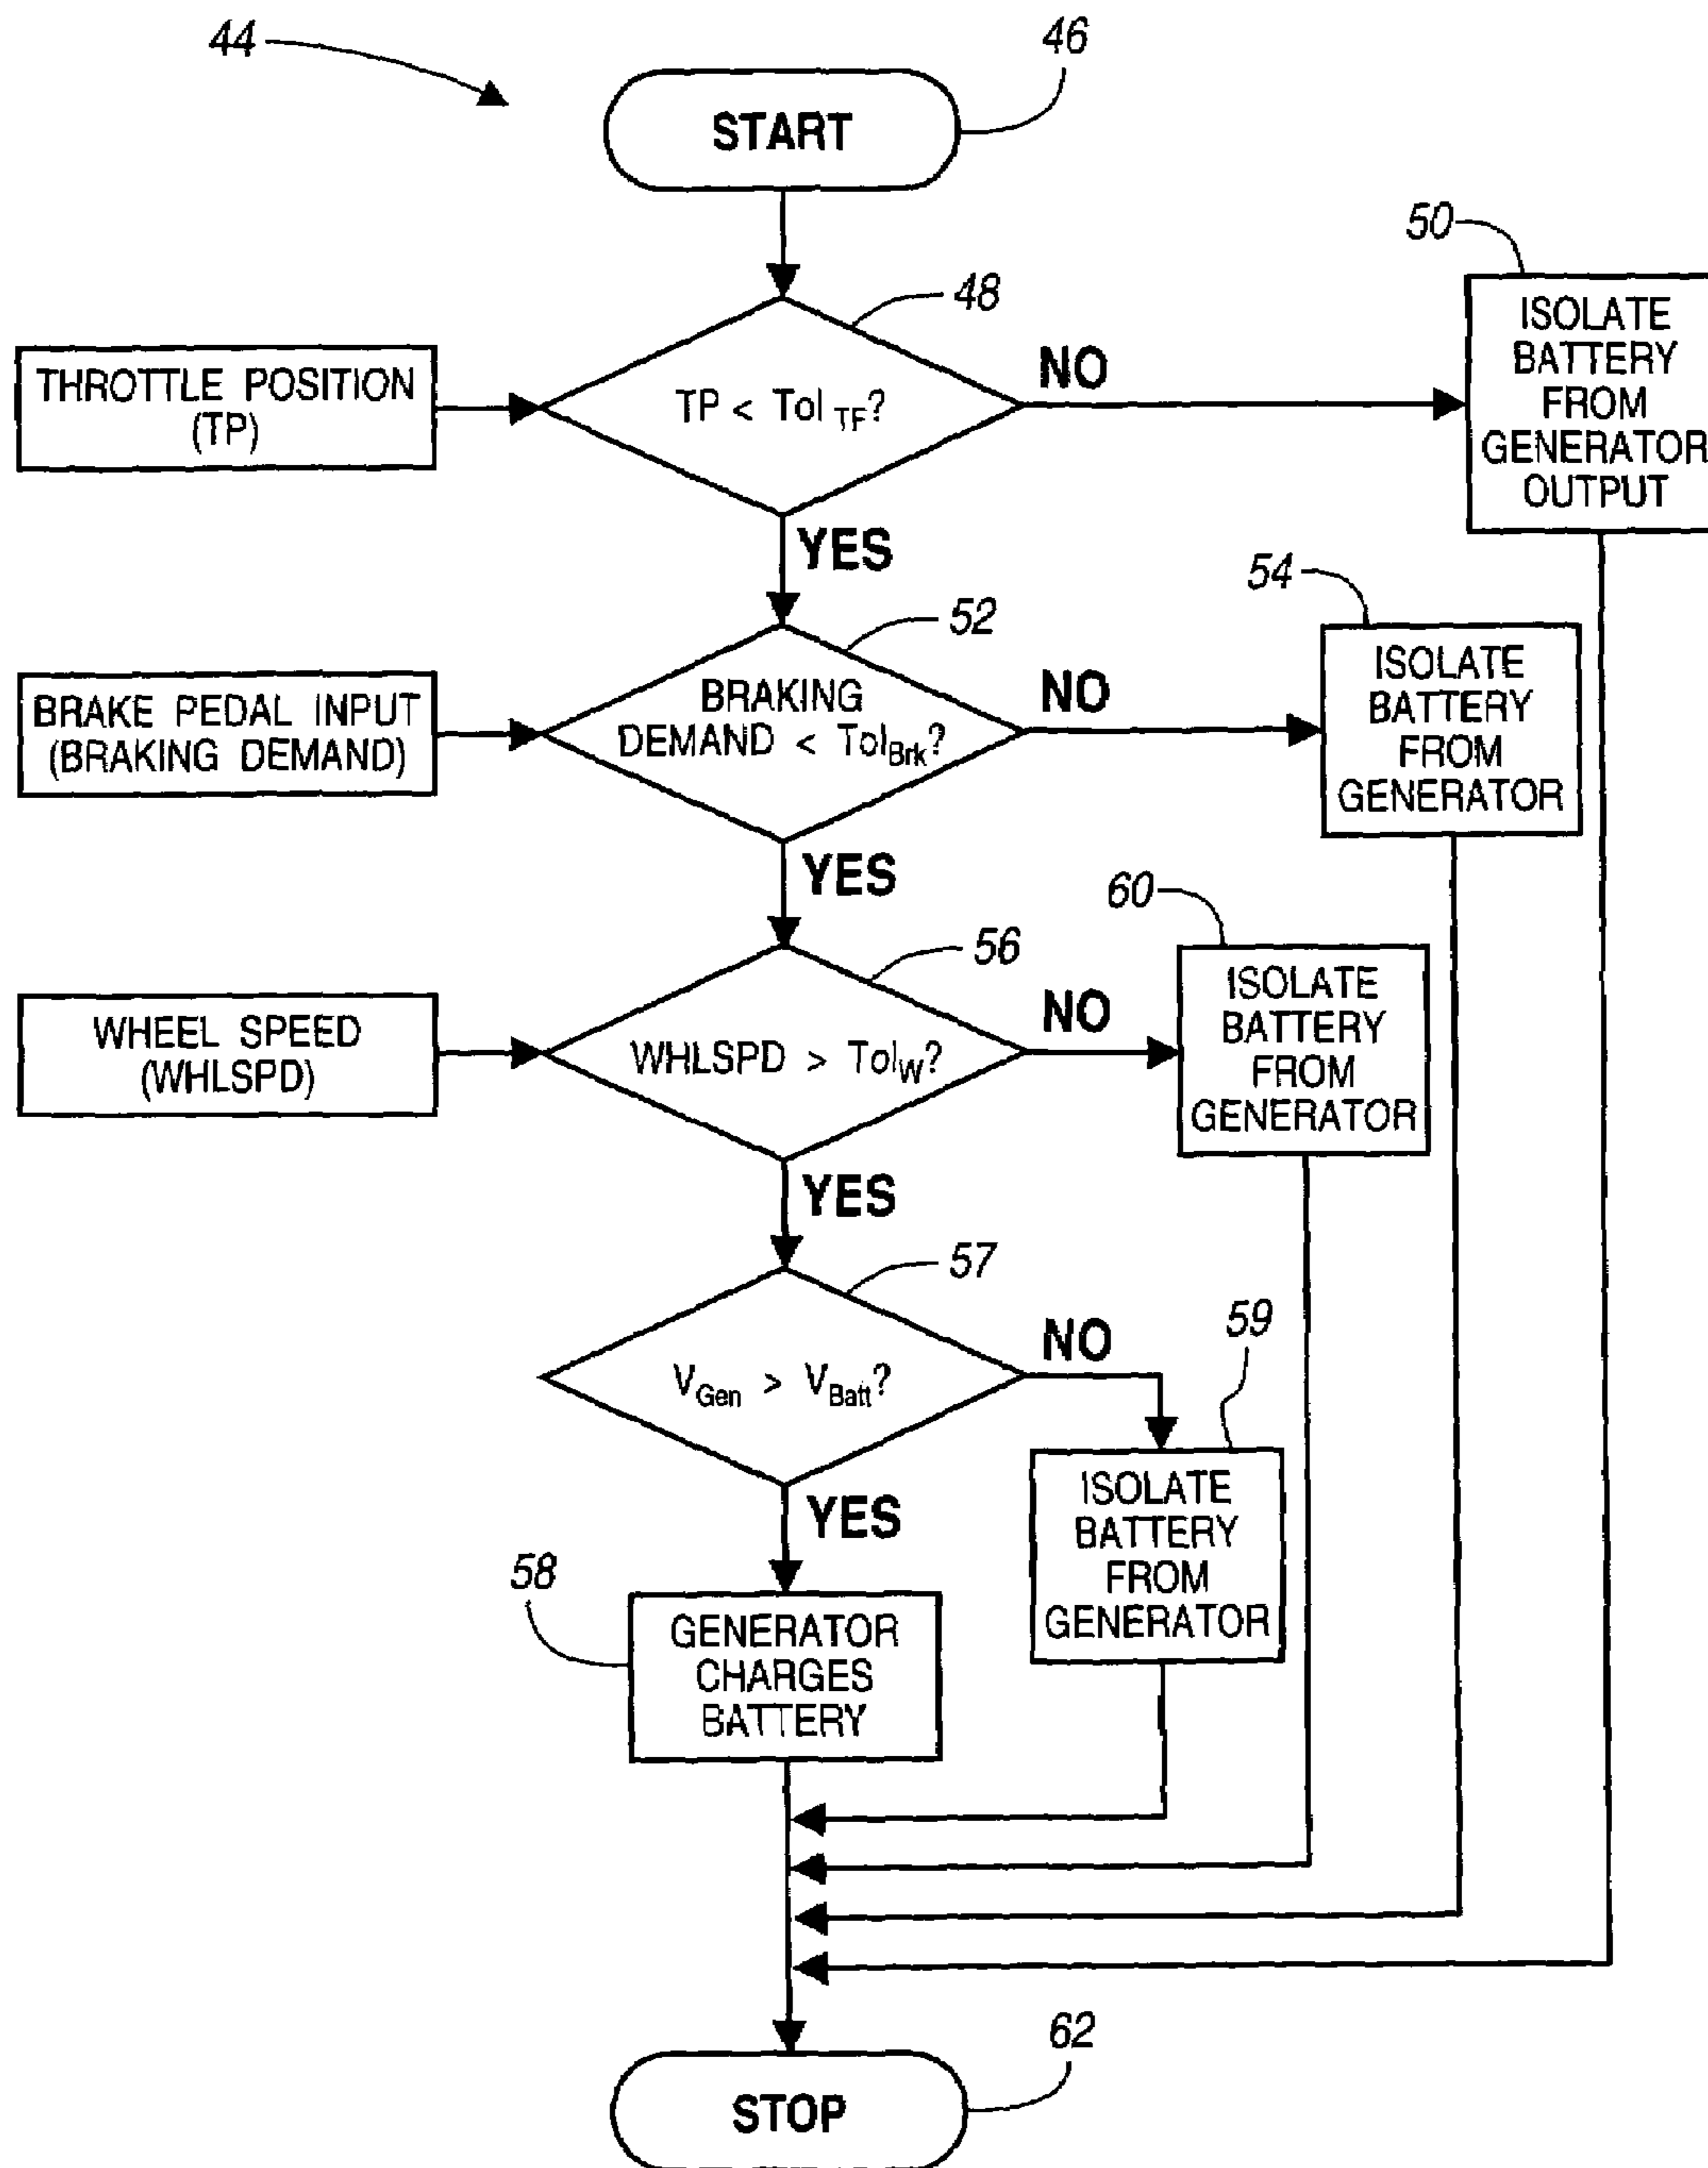 44
46
START
50
ISOLATE
BATTERY
FROM
GENERATOR
OUTPUT
48
THROTTLE POSITION
(TP)
TP < Tol TF?
NO
YES
54
ISOLATE
BATTERY
FROM
GENERATOR
52
BRAKE PEDAL INPUT
(BRAKING DEMAND)
BRAKING
DEMAND < TolBrk?
NO
YES
60
ISOLATE
BATTERY
FROM
GENERATOR
56
WHEEL SPEED
(WHLSPD)
WHLSPD > TolW?
NO
YES
57
VGen > VBatt?
NO
59
ISOLATE
BATTERY
FROM
GENERATOR
YES
58
GENERATOR
CHARGES
BATTERY
62
STOP